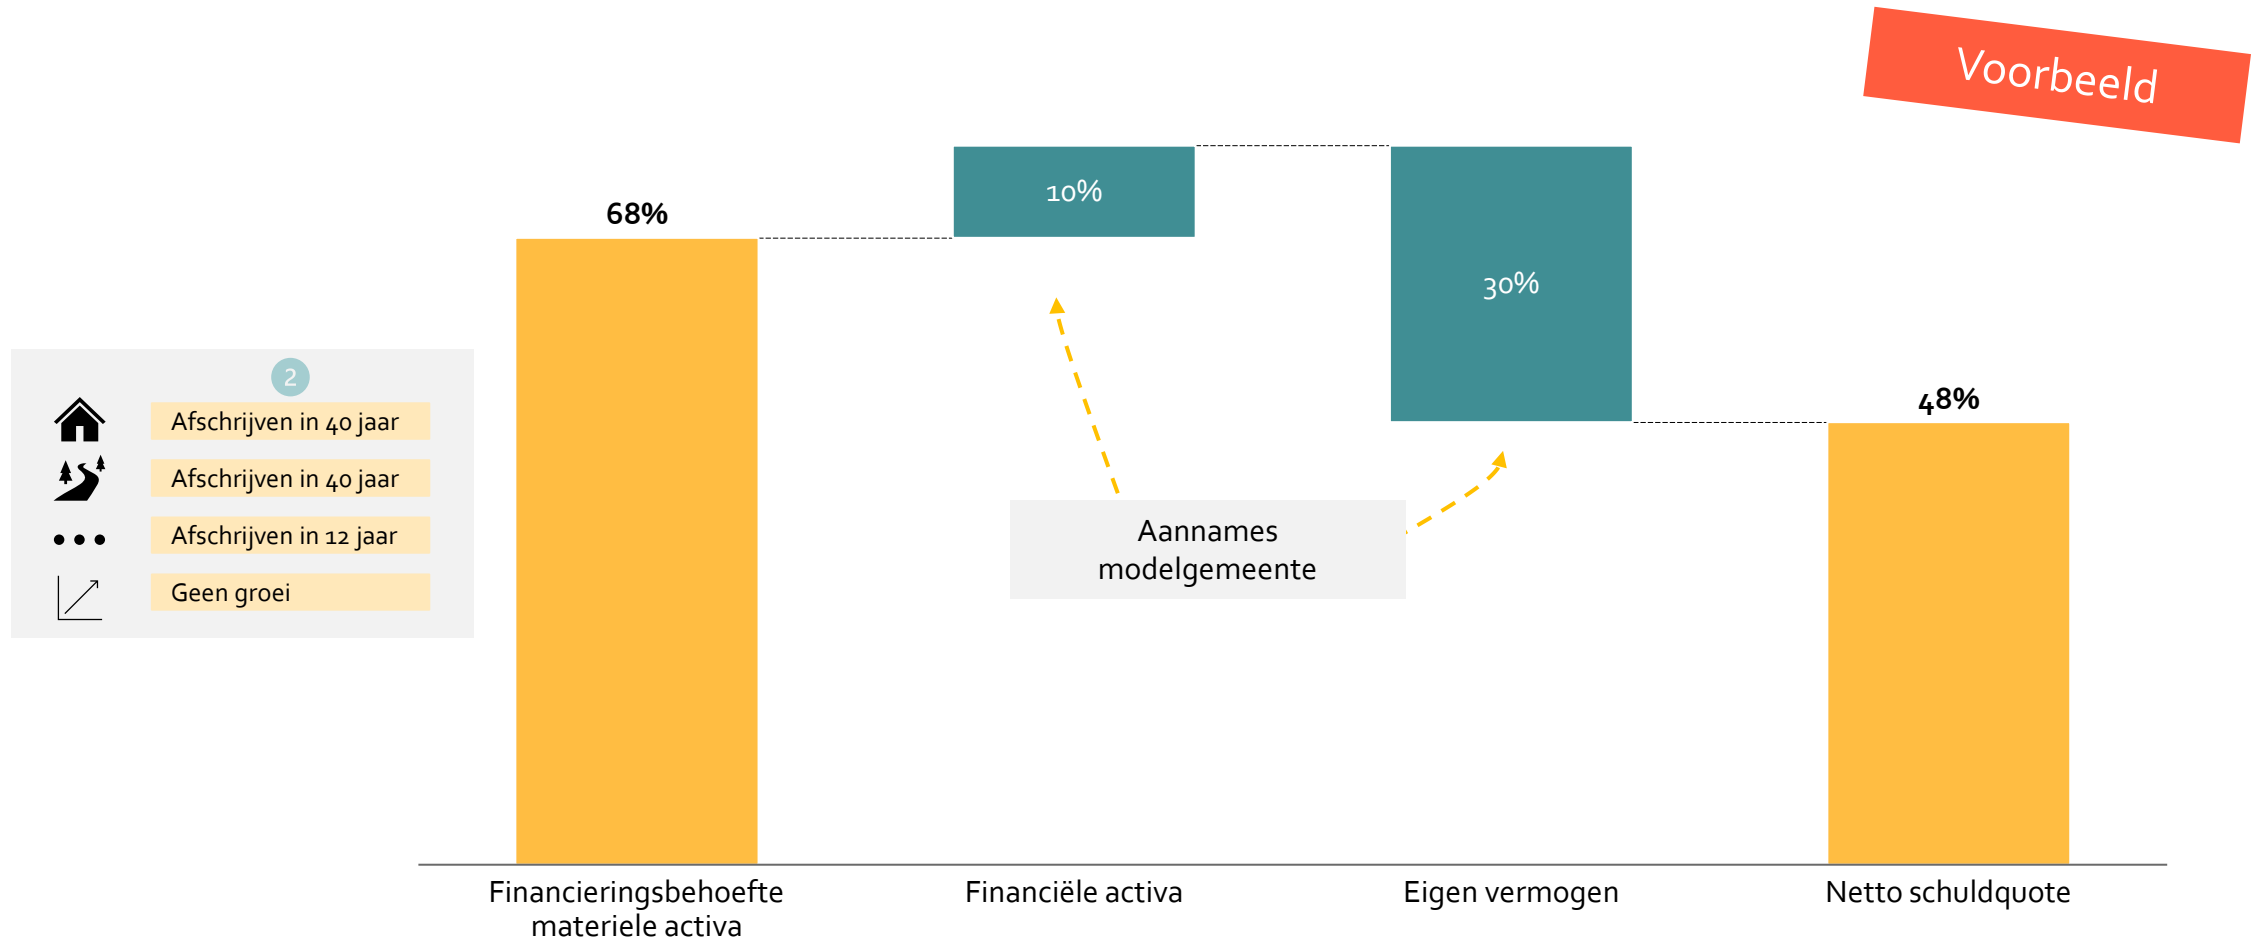 Voorbeeld
68%
10%
30%
48%
2
Afschrijven in 40 jaar
Afschrijven in 40 jaar
Afschrijven in 12 jaar
Geen groei
Aannames
modelgemeente
Financieringsbehoefte
materiele activa
Financiële activa
Eigen vermogen
Netto schuldquote